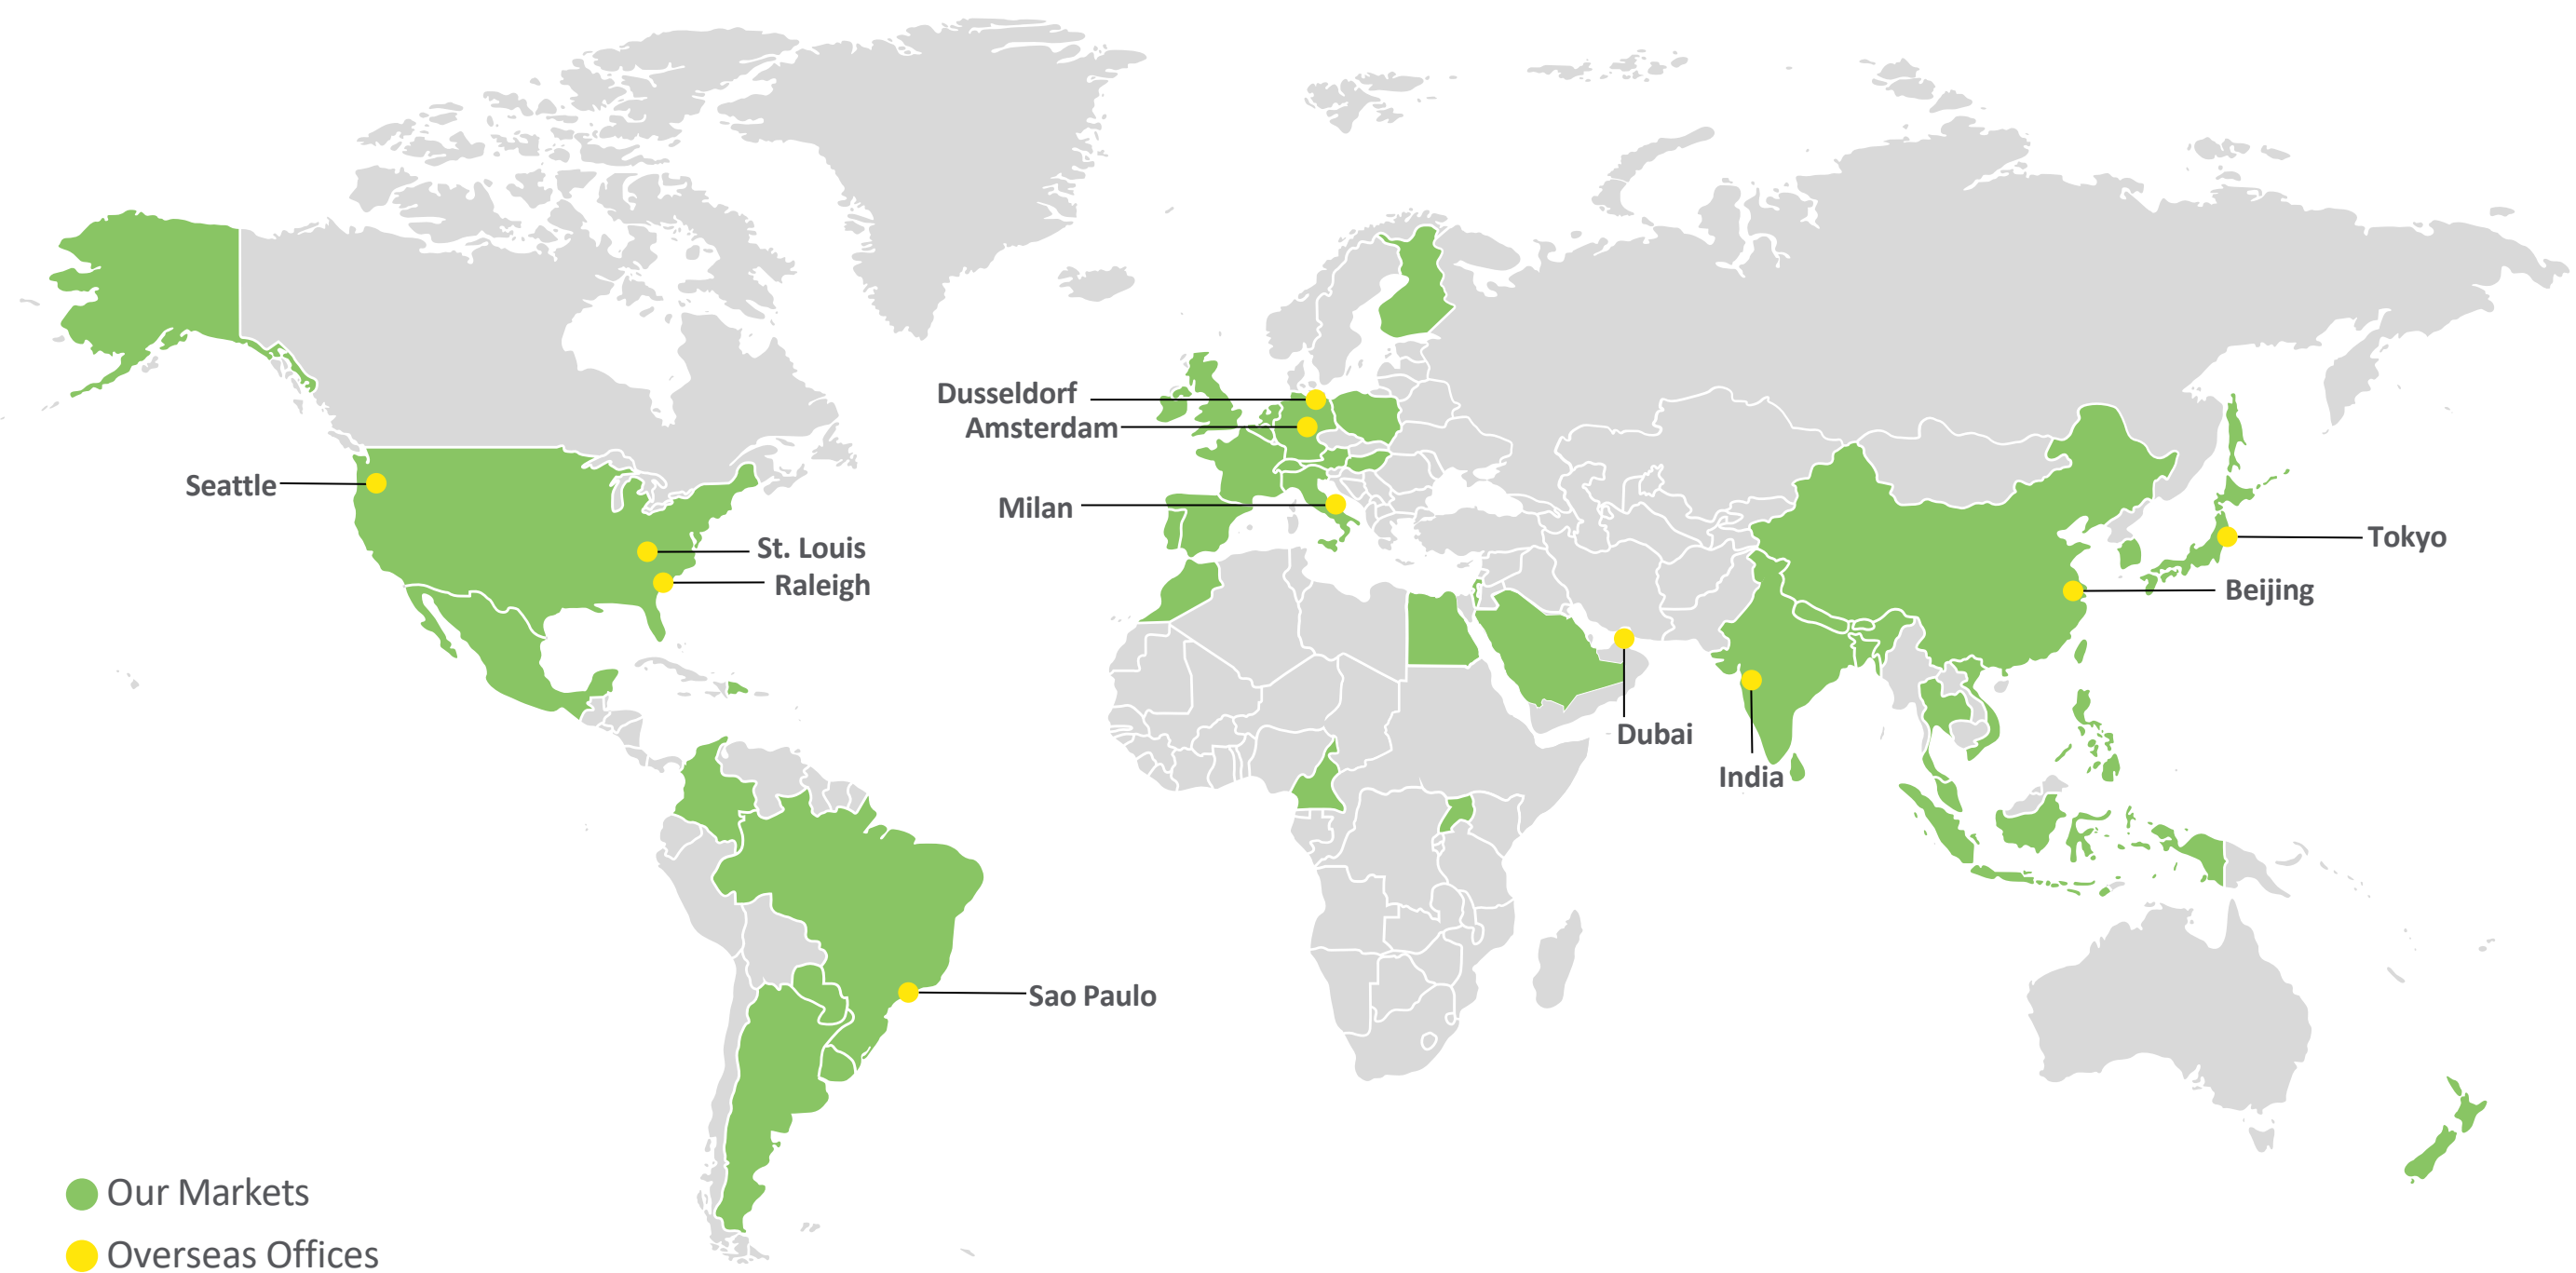 Dusseldorf
Amsterdam
Seattle
Milan
St. Louis
Tokyo
Raleigh
Beijing
Dubai
India
Sao Paulo
Our Markets
Overseas Offices